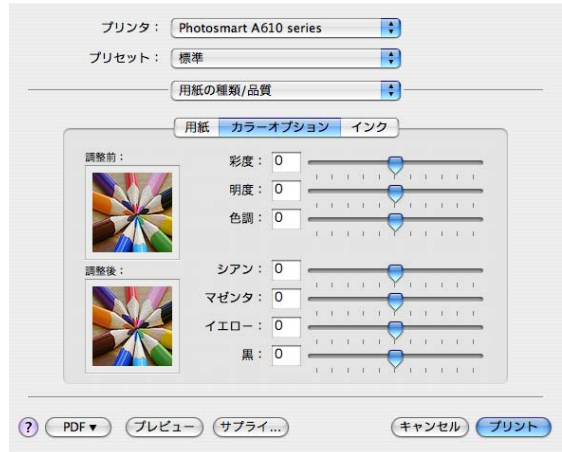 プリンタ： Photosmart A610 series
プリセット： 標準
用紙の種類/品質
用紙 カラーオプション インク
調整前：
彩度： 0
明度： 0
色調： 0
調整後：
シアン： 0
マゼンタ： 0
イエロー： 0
黒： 0
? PDF▼ プレビュー サプライ... キャンセル プリント